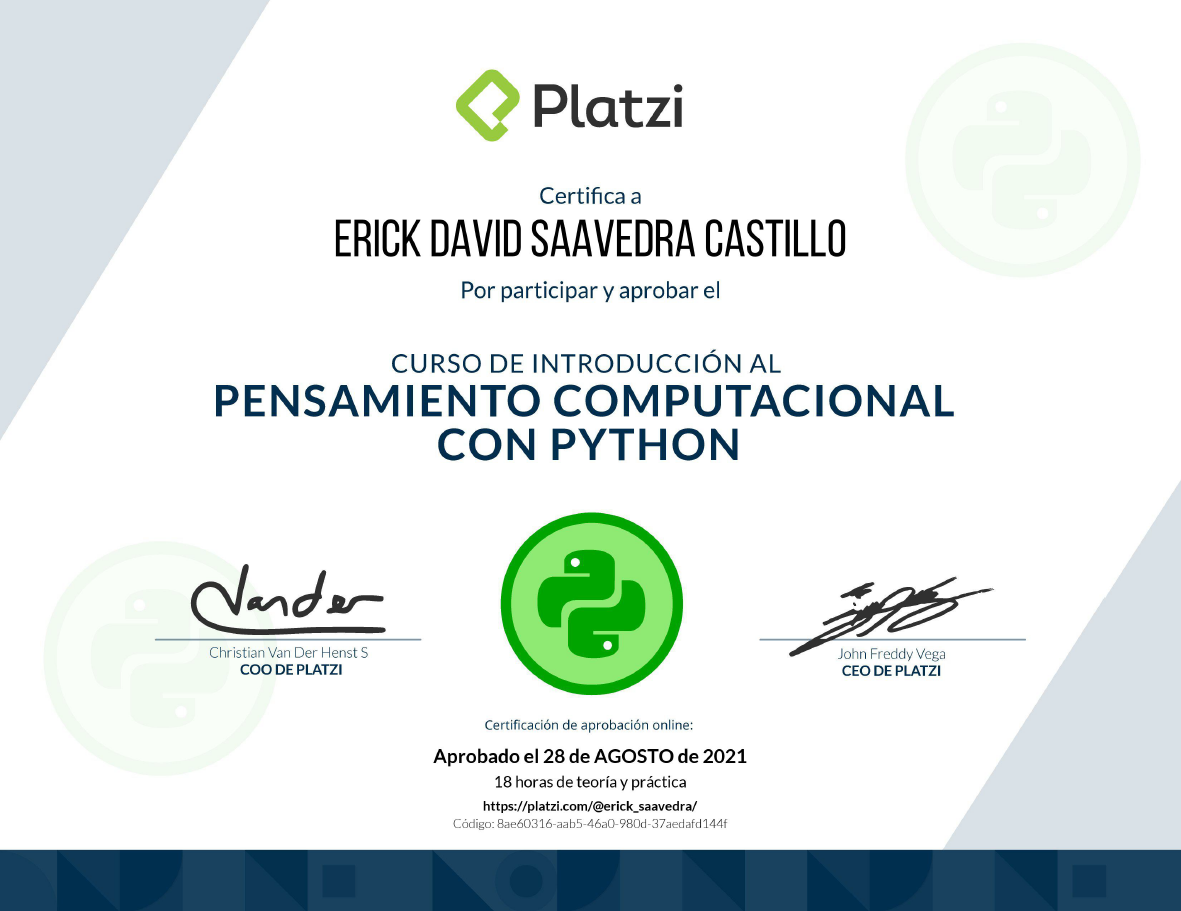 Platzi
Certifica a
ERICK DAVID SAAVEDRA CASTILLO
Por participar y aprobar el
CURSO DE INTRODUCCIÓN AL
PENSAMIENTO COMPUTACIONAL
CON PYTHON
Vander
Christian Van Der Henst S
COO DE PLATZI
John Freddy Vega
CEO DE PLATZI
Certificación de aprobación online:
Aprobado el 28 de AGOSTO de 2021
18 horas de teoría y práctica
https://platzi.com/@erick_saavedra/
Código: 8ae60316-aab5-46a0-980d-37aedafd144f